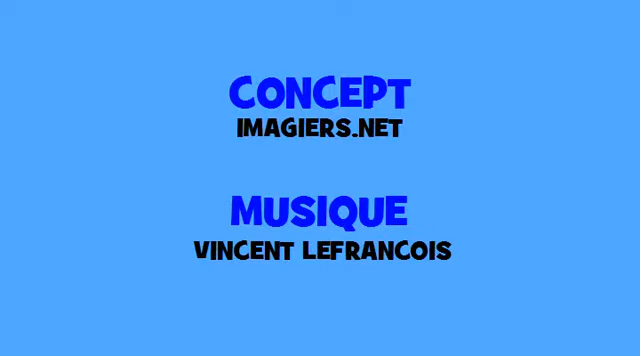 CONCEPT
IMAGIERS.NET
MUSIQUE
VINCENT LEFRANCOIS